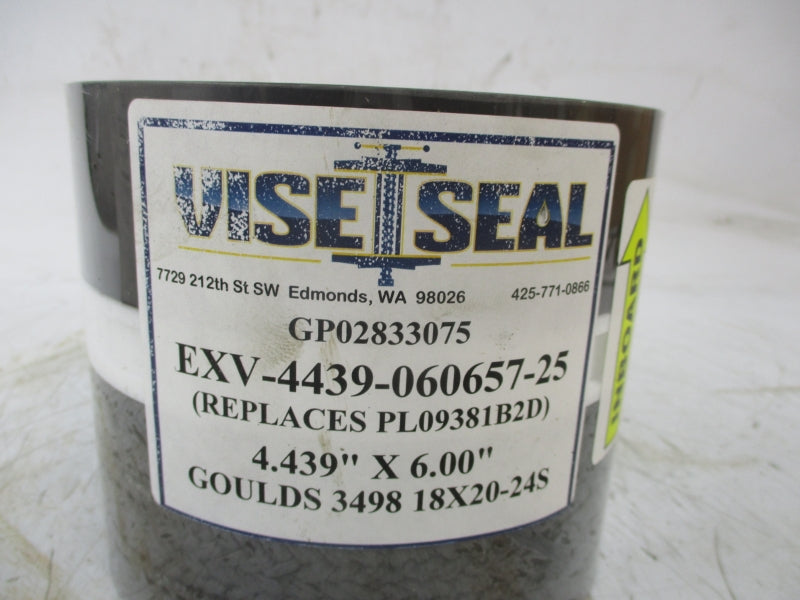 VISE SEAL
7729 212th St SW Edmonds, WA 98026 425-771-0866
GP02833075
EXV-4439-060657-25
(REPLACES PL09381B2D)
4.439" X 6.00"
GOULDS 3498 18X20-24S
INBOARD